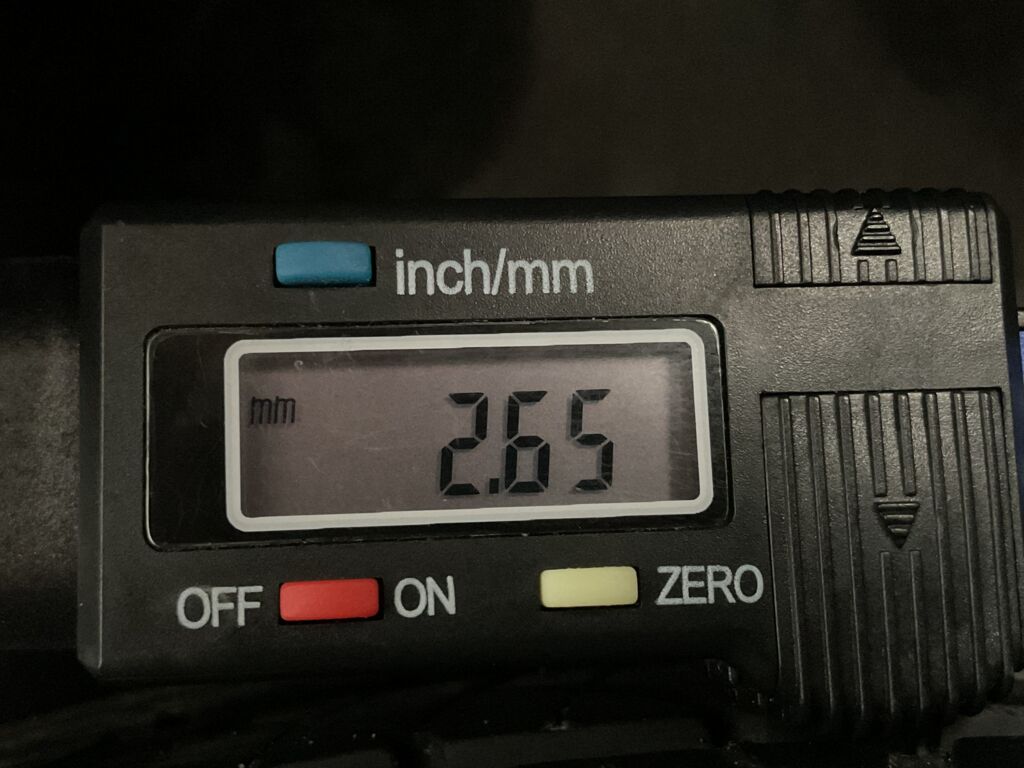 inch/mm
mm 2.65
OFF ON ZERO